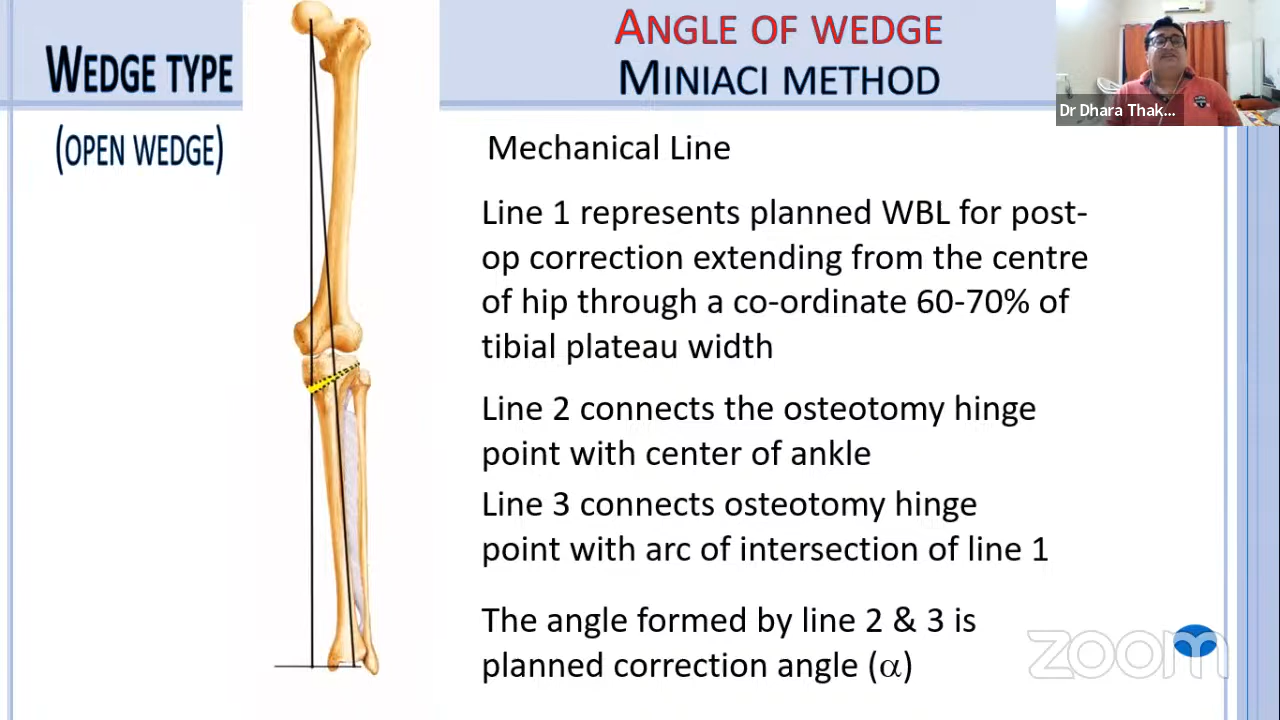 WEDGE TYPE
(OPEN WEDGE)
ANGLE OF WEDGE
MINIACI METHOD
Dr Dhara Thak...
Mechanical Line
Line 1 represents planned WBL for post-
op correction extending from the centre
of hip through a co-ordinate 60-70% of
tibial plateau width
Line 2 connects the osteotomy hinge
point with center of ankle
Line 3 connects osteotomy hinge
point with arc of intersection of line 1
The angle formed by line 2 & 3 is
planned correction angle (α)
zoom